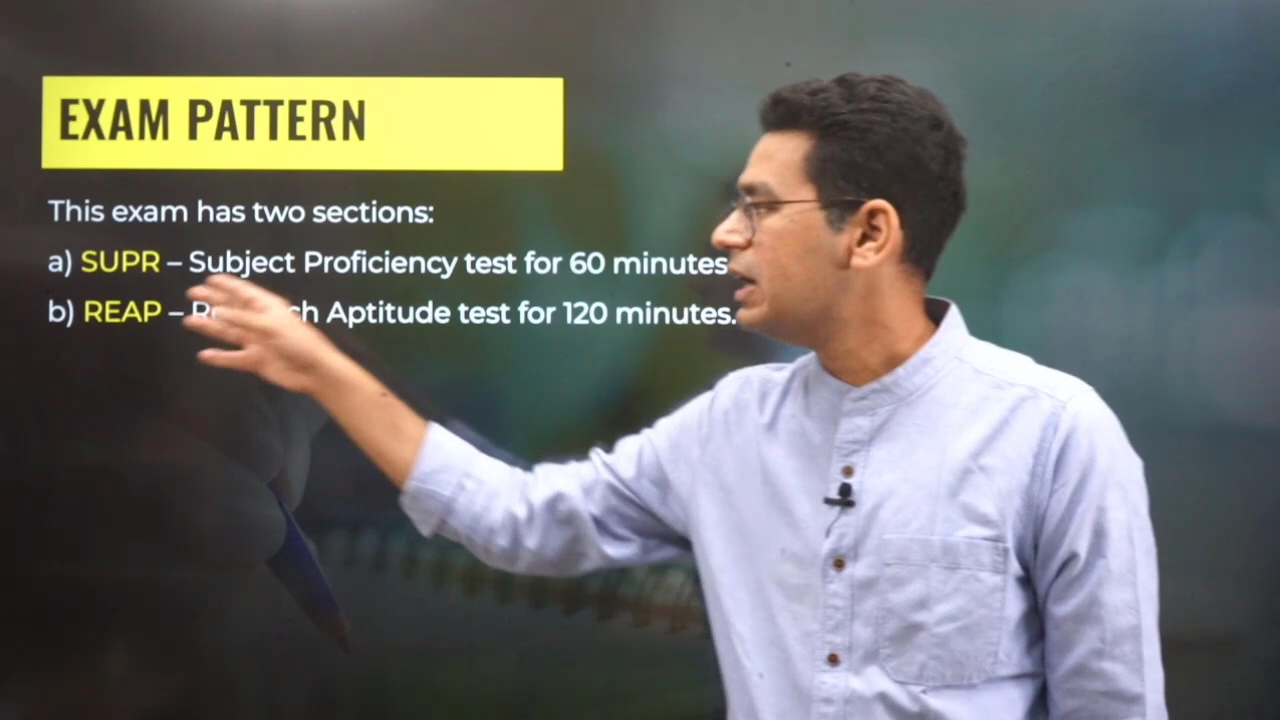 EXAM PATTERN
This exam has two sections:
a) SUPR – Subject Proficiency test for 60 minutes
b) REAP – Aptitude test for 120 minutes.